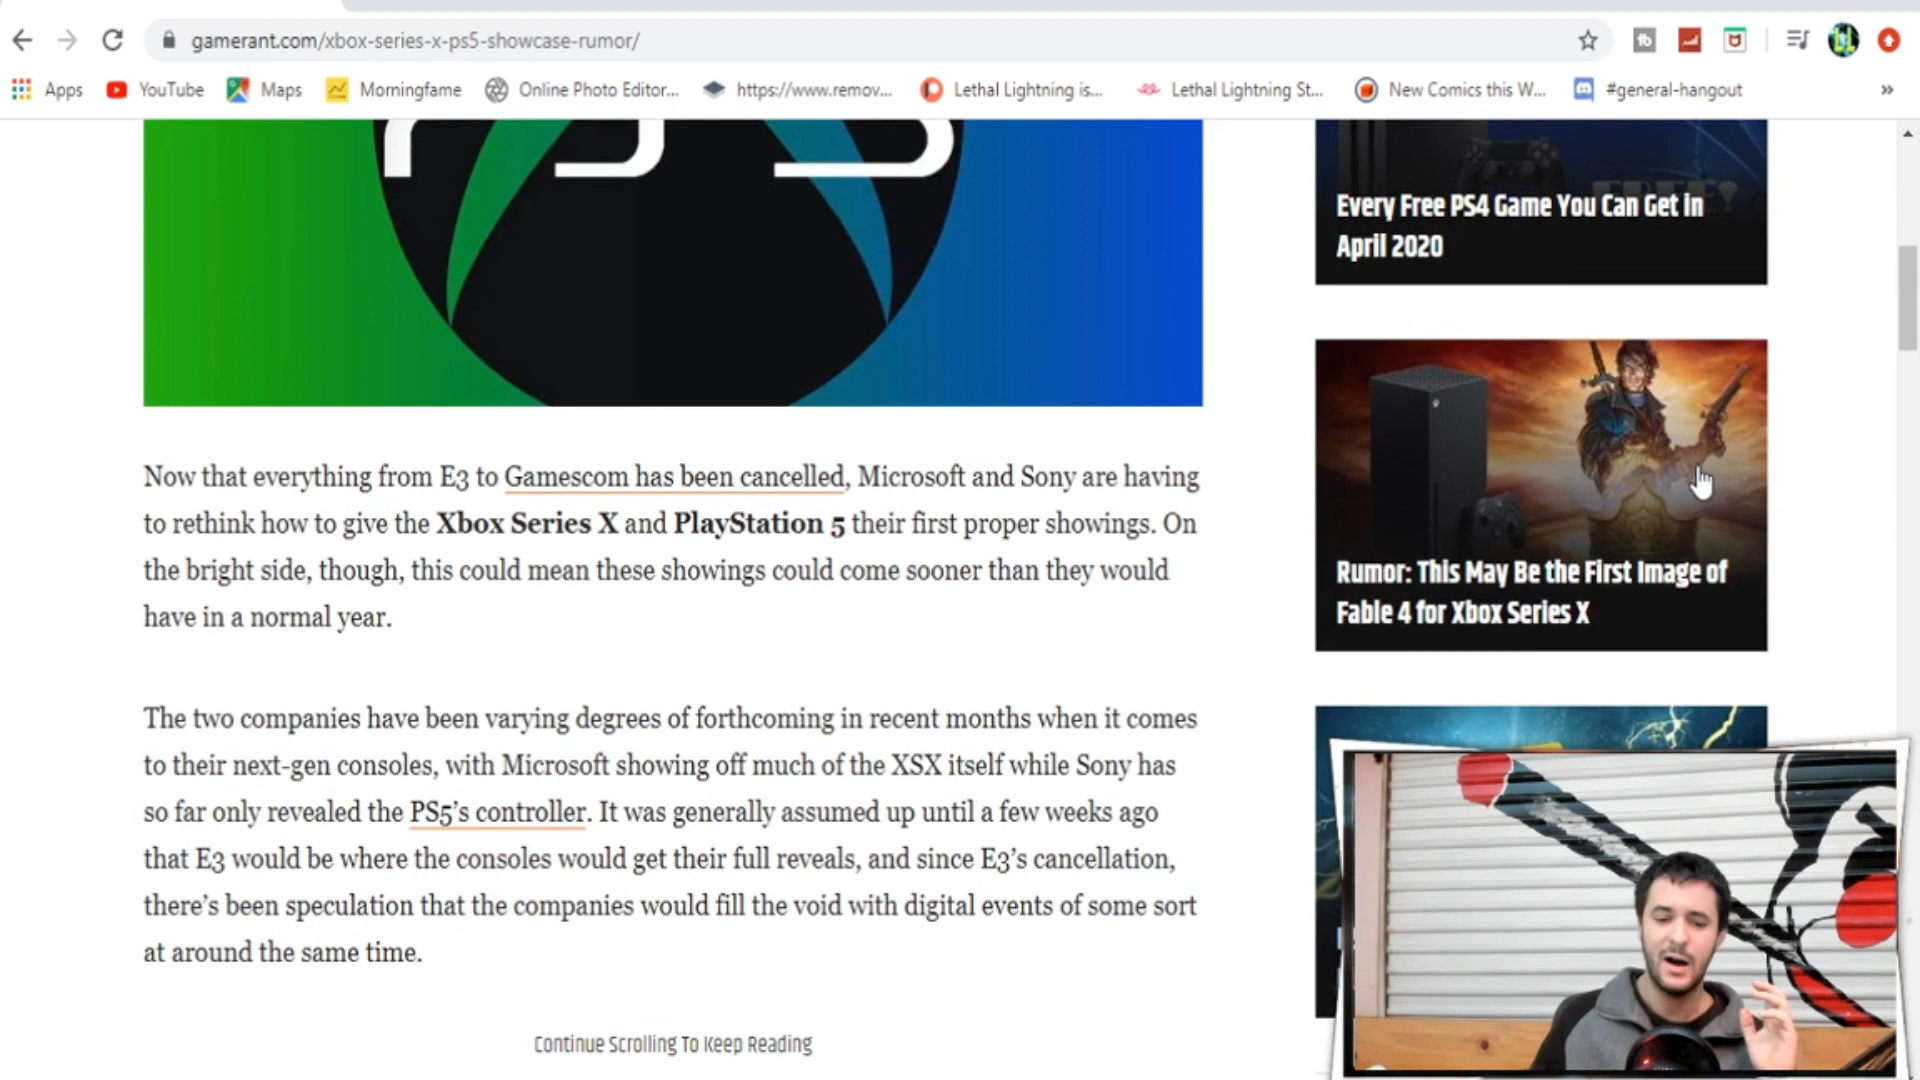 gamerant.com/xbox-series-x-ps5-showcase-rumor/
Apps YouTube Maps Morningfame Online Photo Editor... https://www.remov... Lethal Lightning is... Lethal Lightning St... New Comics this W... #general-hangout »
PS5
Every Free PS4 Game You Can Get in
April 2020
Rumor: This May Be the First Image of
Fable 4 for Xbox Series X
Now that everything from E3 to Gamescom has been cancelled, Microsoft and Sony are having
to rethink how to give the Xbox Series X and PlayStation 5 their first proper showings. On
the bright side, though, this could mean these showings could come sooner than they would
have in a normal year.
The two companies have been varying degrees of forthcoming in recent months when it comes
to their next-gen consoles, with Microsoft showing off much of the XSX itself while Sony has
so far only revealed the PS5's controller. It was generally assumed up until a few weeks ago
that E3 would be where the consoles would get their full reveals, and since E3's cancellation,
there's been speculation that the companies would fill the void with digital events of some sort
at around the same time.
Continue Scrolling To Keep Reading